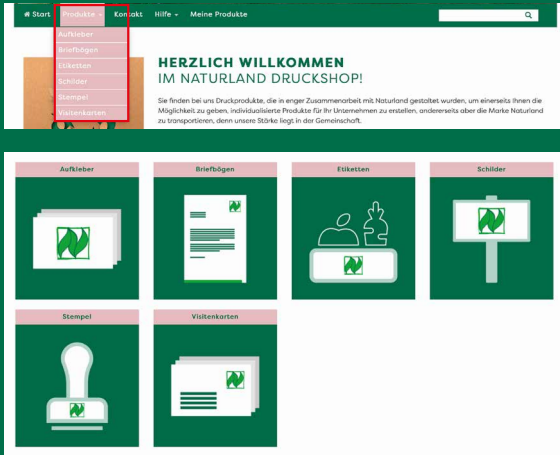 Start Produkte Kontakt Hilfe Meine Produkte
Aufkleber
Briefbögen
Etiketten
Schilder
Stempel
Visitenkarten
HERZLICH WILLKOMMEN
IM NATURLAND DRUCKSHOP!
Sie finden bei uns Druckprodukte, die in enger Zusammenarbeit mit Naturland gestaltet wurden, um einerseits Ihnen die
Möglichkeit zu geben, individualisierte Produkte für Ihr Unternehmen zu erstellen, andererseits aber die Marke Naturland
zu transportieren, denn unsere Stärke liegt in der Gemeinschaft.
Aufkleber Briefbögen Etiketten Schilder
Stempel Visitenkarten